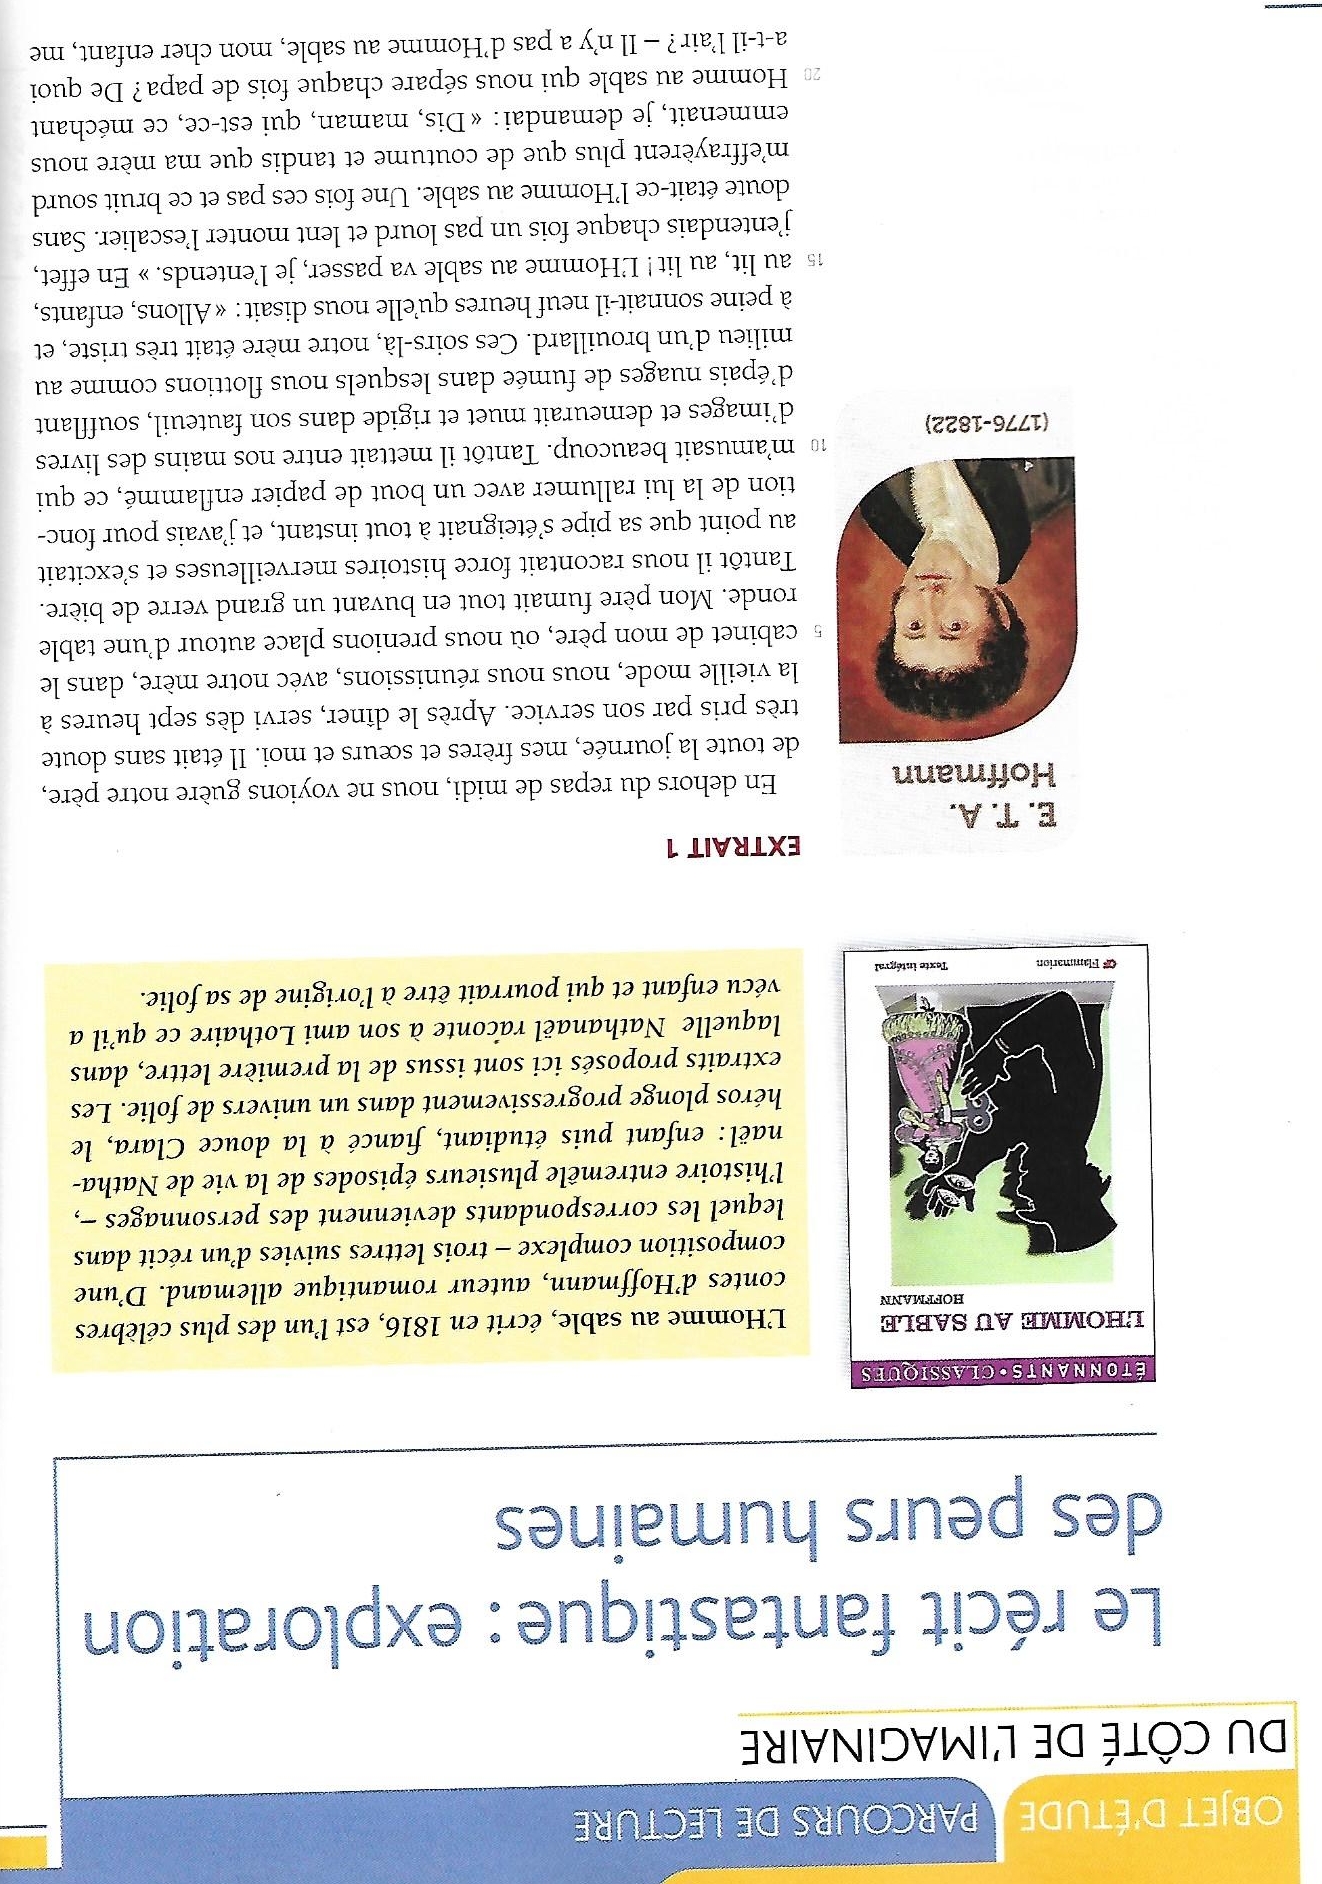 OBJET D'ÉTUDE
PARCOURS DE LECTURE
DU CÔTÉ DE L'IMAGINAIRE
Le récit fantastique : exploration
des peurs humaines
ÉTONNANTS • CLASSIQUES
L'HOMME AU SABLE
HOFFMANN
GF Flammarion
Texte intégral
L'Homme au sable, écrit en 1816, est l'un des plus célèbres
contes d'Hoffmann, auteur romantique allemand. D'une
composition complexe – trois lettres suivies d'un récit dans
lequel les correspondants deviennent des personnages –,
l'histoire entremêle plusieurs épisodes de la vie de Natha-
naël : enfant puis étudiant, fiancé à la douce Clara, le
héros plonge progressivement dans un univers de folie. Les
extraits proposés ici sont issus de la première lettre, dans
laquelle Nathanaël raconte à son ami Lothaire ce qu'il a
vécu enfant et qui pourrait être à l'origine de sa folie.
E. T. A.
Hoffmann
(1776-1822)
EXTRAIT 1
En dehors du repas de midi, nous ne voyions guère notre père,
de toute la journée, mes frères et sœurs et moi. Il était sans doute
très pris par son service. Après le dîner, servi dès sept heures à
la vieille mode, nous nous réunissions, avec notre mère, dans le
5 cabinet de mon père, où nous prenions place autour d'une table
ronde. Mon père fumait tout en buvant un grand verre de bière.
Tantôt il nous racontait force histoires merveilleuses et s'excitait
au point que sa pipe s'éteignait à tout instant, et j'avais pour fonc-
tion de la lui rallumer avec un bout de papier enflammé, ce qui
10 m'amusait beaucoup. Tantôt il mettait entre nos mains des livres
d'images et demeurait muet et rigide dans son fauteuil, soufflant
d'épais nuages de fumée dans lesquels nous flottions comme au
milieu d'un brouillard. Ces soirs-là, notre mère était très triste, et
à peine sonnait-il neuf heures qu'elle nous disait : « Allons, enfants,
15 au lit, au lit ! L'Homme au sable va passer, je l'entends. » En effet,
j'entendais chaque fois un pas lourd et lent monter l'escalier. Sans
doute était-ce l'Homme au sable. Une fois ces pas et ce bruit sourd
m'effrayèrent plus que de coutume et tandis que ma mère nous
emmenait, je demandai : « Dis, maman, qui est-ce, ce méchant
20 Homme au sable qui nous sépare chaque fois de papa ? De quoi
a-t-il l'air ? – Il n'y a pas d'Homme au sable, mon cher enfant, me